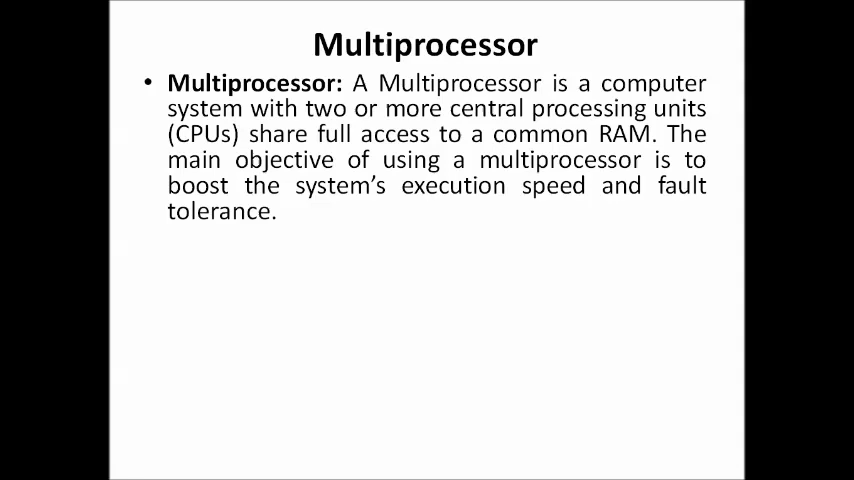 Multiprocessor
• Multiprocessor: A Multiprocessor is a computer
system with two or more central processing units
(CPUs) share full access to a common RAM. The
main objective of using a multiprocessor is to
boost the system’s execution speed and fault
tolerance.